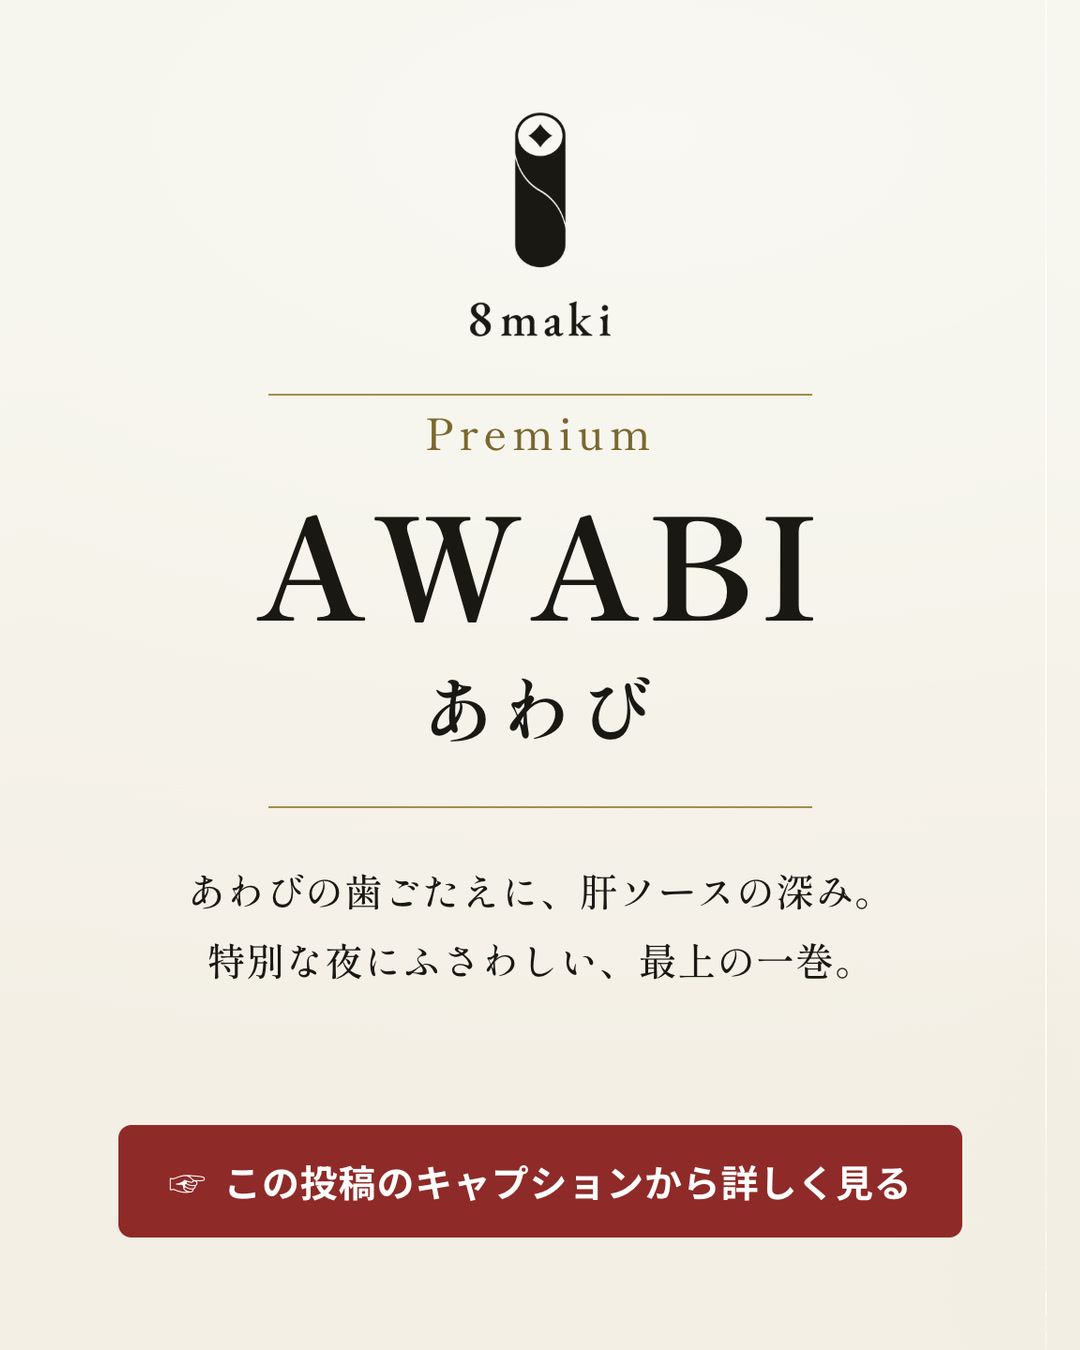 8maki
Premium
AWABI
あわび
あわびの歯ごたえに、肝ソースの深み。
特別な夜にふさわしい、最上の一巻。
☞ この投稿のキャプションから詳しく見る